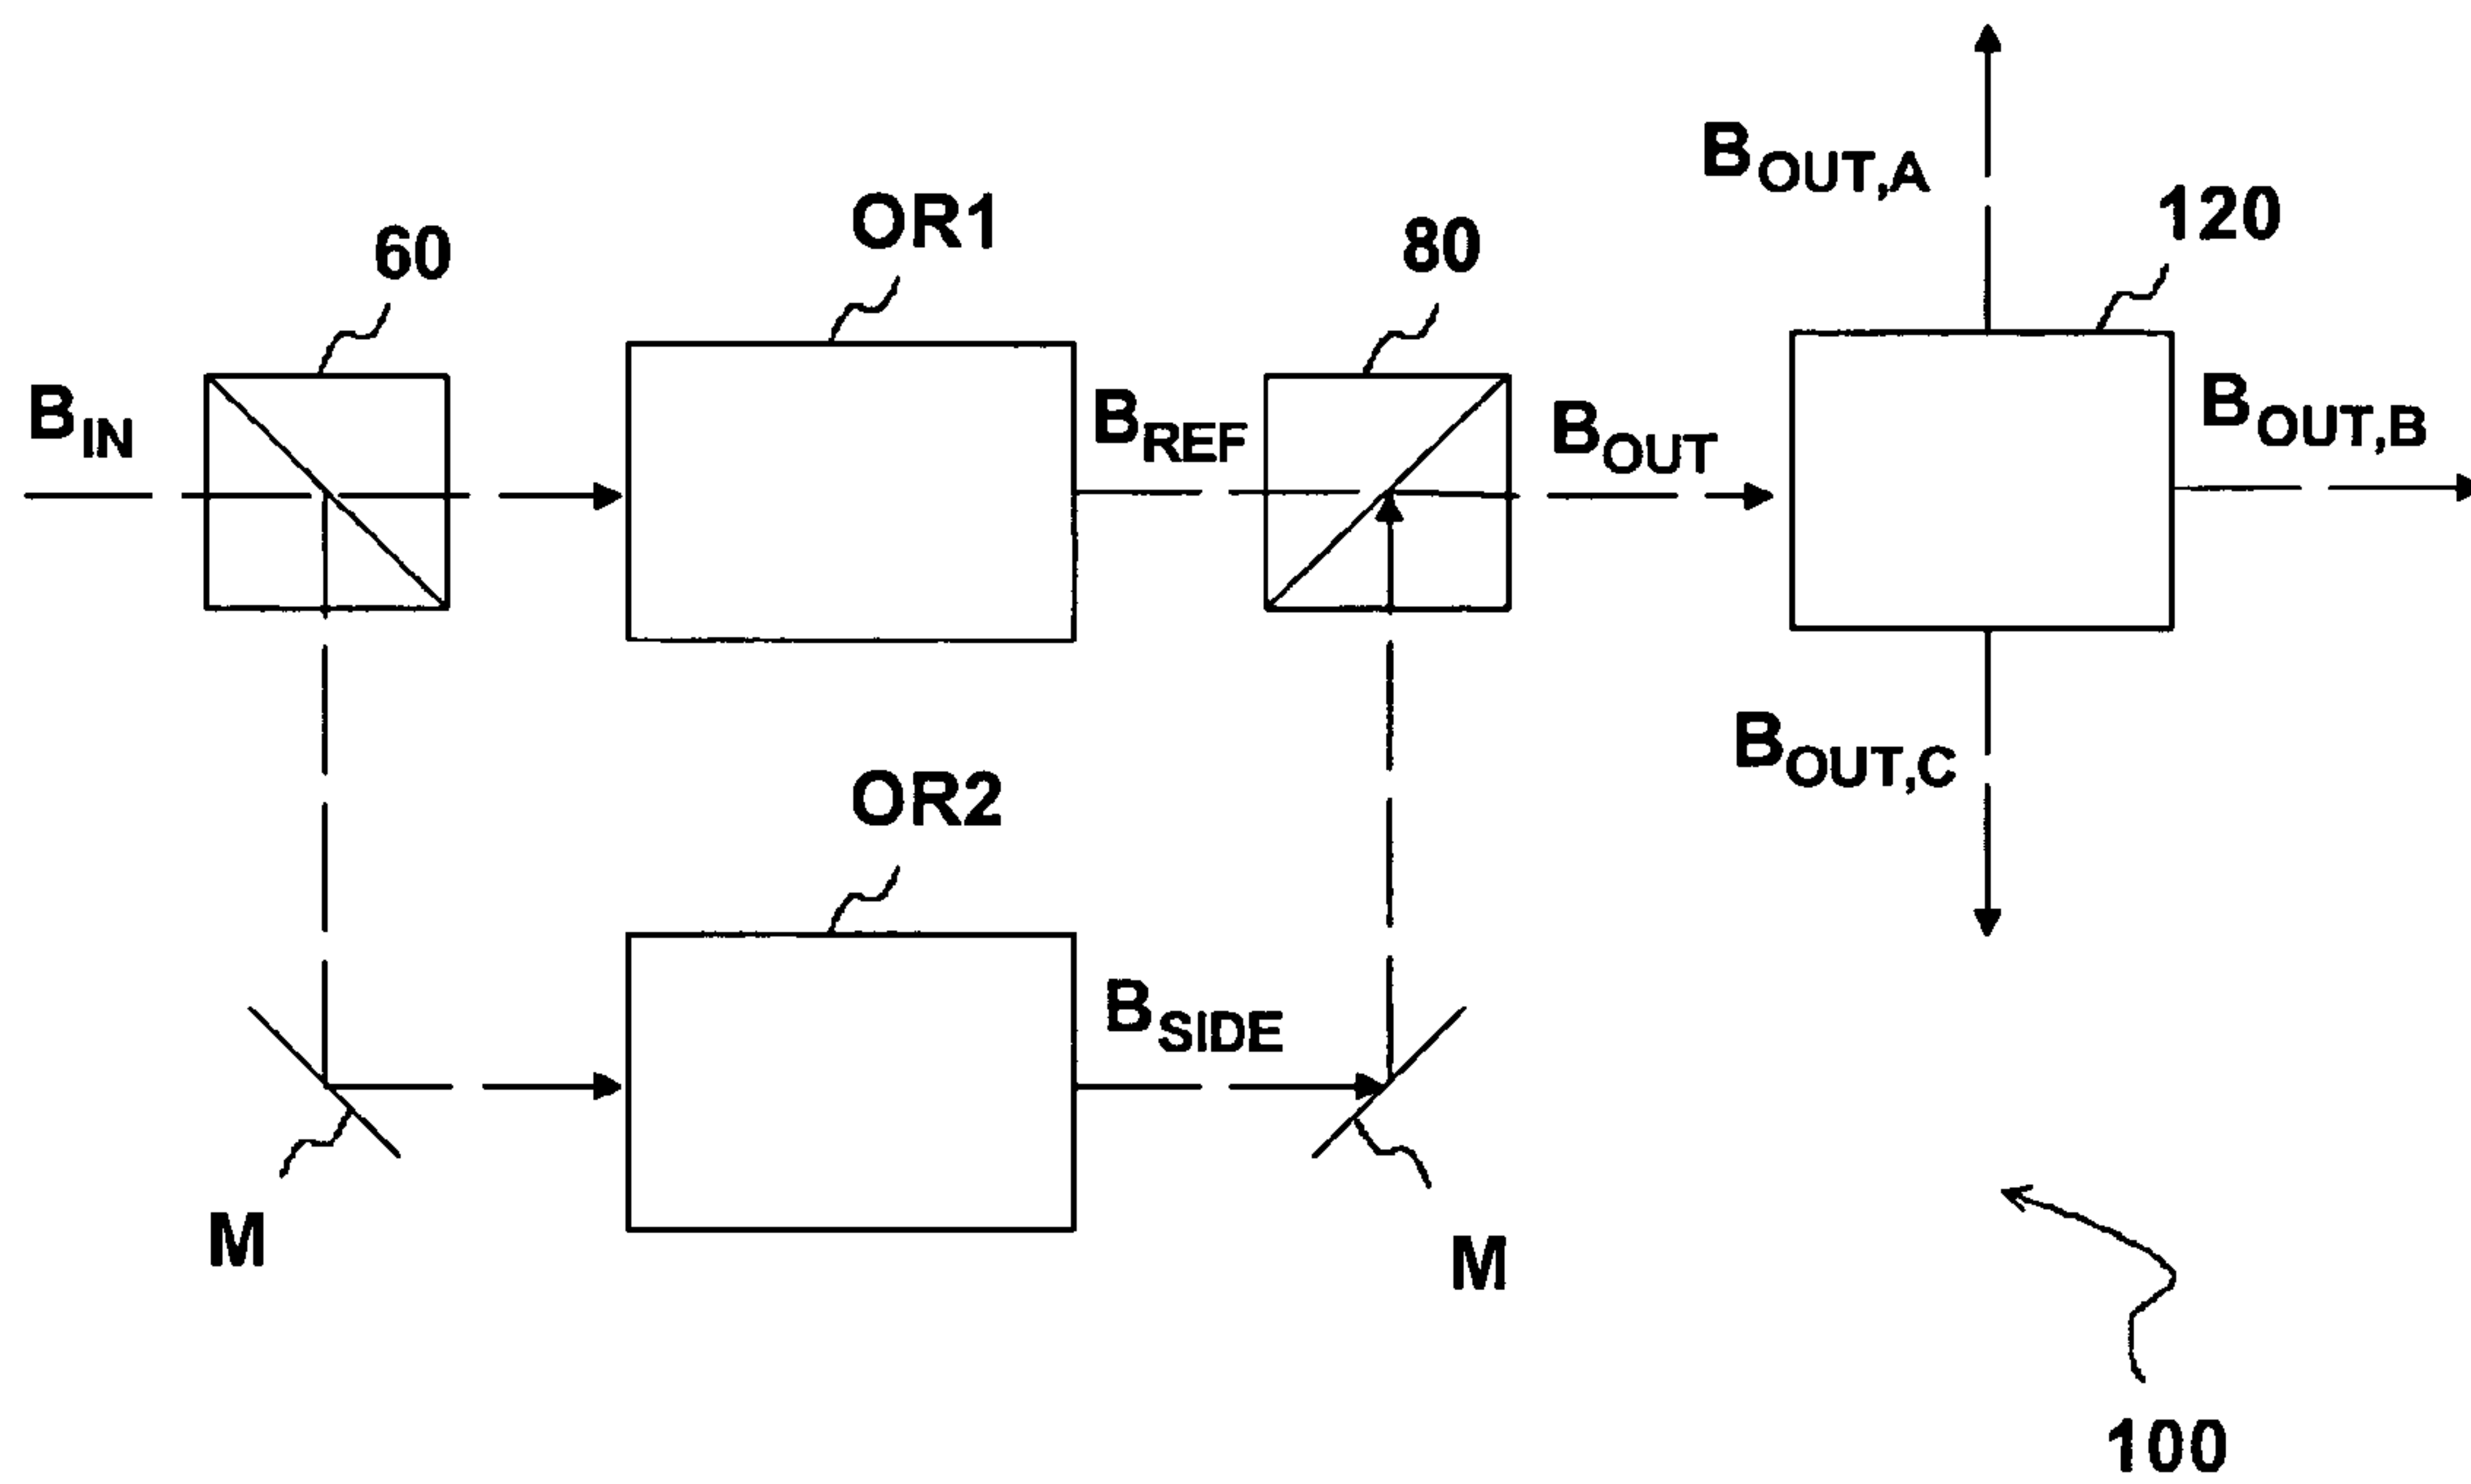 B_OUT,A
120
OR1
60
80
B_IN
B_REF
B_OUT
B_OUT,B
B_OUT,C
OR2
B_SIDE
M
M
100